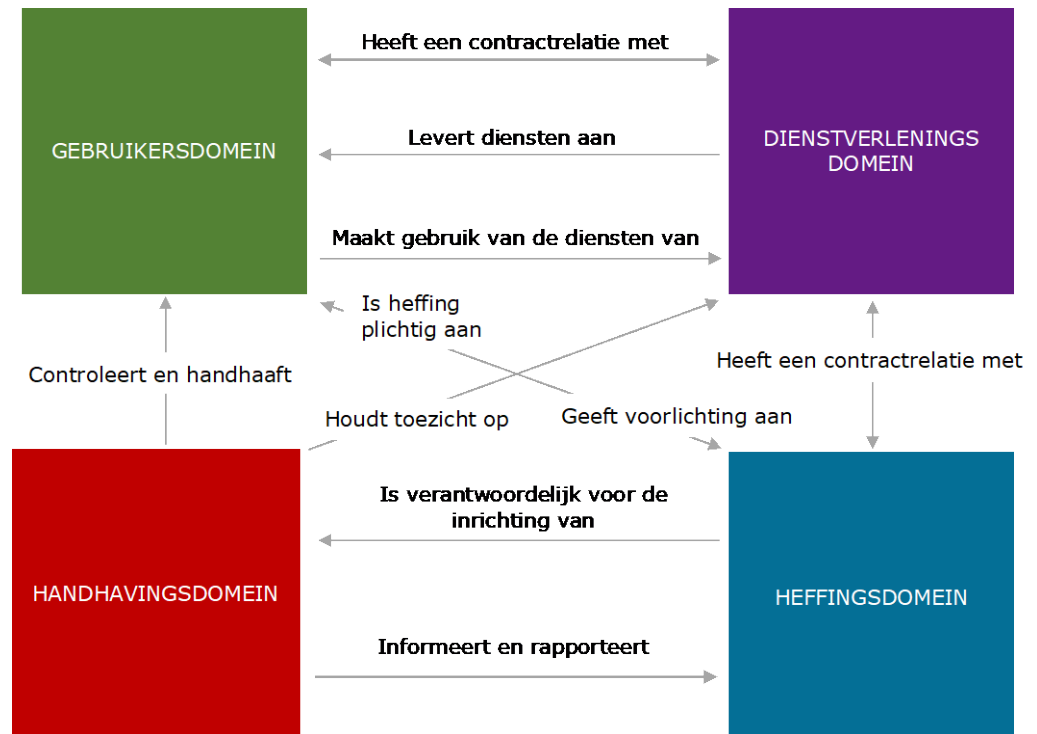 Heeft een contractrelatie met
GEBRUIKERSDOMEIN
Levert diensten aan
DIENSTVERLENINGS
DOMEIN
Maakt gebruik van de diensten van
Is heffing
plichtig aan
Controleert en handhaaft
Heeft een contractrelatie met
Houdt toezicht op
Geeft voorlichting aan
Is verantwoordelijk voor de
inrichting van
HANDHAVINGSDOMEIN
HEFFINGSDOMEIN
Informeert en rapporteert